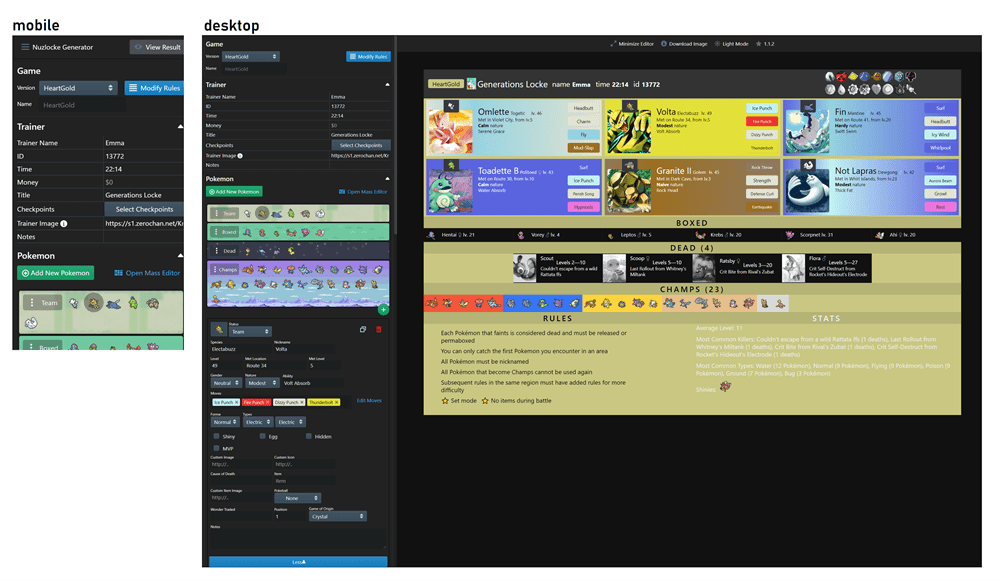 mobile
Nuzlocke Generator
View Result
Game
Version HeartGold Modify Rules
Name HeartGold
Trainer
Trainer Name Emma
ID 13772
Time 22:14
Money $0
Title Generations Locke
Checkpoints Select Checkpoints
Trainer Image https://s1.zerochan.net/Kr
Notes
Pokemon
Add New Pokemon Open Mass Editor
Team
Boxed
desktop
Game
Version HeartGold Modify Rules
Name HeartGold
Trainer
Trainer Name Emma
ID 13772
Time 22:14
Money $0
Title Generations Locke
Checkpoints Select Checkpoints
Trainer Image https://s1.zerochan.net/Kr
Notes
Pokemon
Add New Pokemon Open Mass Editor
Team
Boxed
Dead
Champs
Status
Team
Species Nickname
Electabuzz Volta
Level Met Location Met Level
49 Route 34 5
Gender Nature Ability
Neutral Modest Volt Absorb
Moves
Ice Punch Fire Punch Dizzy Punch Thunderbolt Edit Moves
Forme Types
Normal Electric Electric
Shiny Egg Hidden
MVP
Custom Image Custom Icon
http://.. http://..
Cause of Death Item
Item
Custom Item Image Pokeball
http://.. None
Wonder Traded Position Game of Origin
1 Crystal
Notes
Less
Minimize Editor Download Image Light Mode 1.1.2
HeartGold Generations Locke name Emma time 22:14 id 13772
Omlette Togetic lv. 46
Met in Violet City, from lv.5
Calm nature
Serene Grace
Headbutt
Charm
Fly
Mud-Slap
Volta Electabuzz lv. 49
Met on Route 34, from lv.5
Modest nature
Volt Absorb
Ice Punch
Fire Punch
Dizzy Punch
Thunderbolt
Fin Mantine lv. 45
Met on Route 41, from lv.20
Hardy nature
Swift Swim
Surf
Headbutt
Icy Wind
Whirlpool
Toadette B Politoed lv. 43
Met on Route 30, from lv.10
Calm nature
Water Absorb
Surf
Ice Punch
Perish Song
Hypnosis
Granite II Golem lv. 45
Met in Dark Cave, from lv.3
Naive nature
Rock Head
Rock Throw
Strength
Defense Curl
Earthquake
Not Lapras Dewgong lv. 42
Met at Whirl Islands, from lv.23
Modest nature
Thick Fat
Surf
Aurora Beam
Growl
Rest
BOXED
Hentai ♀ lv. 21
Vorey ♂ lv. 4
Leptos ♂ lv. 5
Krebs ♂ lv. 20
Scorpnet lv. 31
Ahi ♀ lv. 20
DEAD (4)
Scout
Levels 2—10
Couldn't escape from a wild Rattata ffs
Scoop ♀
Levels 5—10
Last Rollout from Whitney's Miltank
Ratsby ♀
Levels 3—20
Crit Bite from Rival's Zubat
Flora ♂
Levels 5—27
Crit Self-Destruct from Rocket's Hideout's Electrode
CHAMPS (23)
RULES
Each Pokémon that faints is considered dead and must be released or
permaboxed
You can only catch the first Pokemon you encounter in an area
All Pokémon must be nicknamed
All Pokémon that become Champs cannot be used again
Subsequent rules in the same region must have added rules for more
difficulty
Set mode No items during battle
STATS
Average Level: 17
Most Common Killers: Couldn't escape from a wild Rattata ffs (1 deaths), Last Rollout from
Whitney's Miltank (1 deaths), Crit Bite from Rival's Zubat (1 deaths), Crit Self-Destruct from
Rocket's Hideout's Electrode (1 deaths)
Most Common Types: Water (12 Pokémon), Normal (9 Pokémon), Flying (9 Pokémon), Poison (9
Pokémon), Ground (7 Pokémon), Bug (3 Pokémon)
Shinies